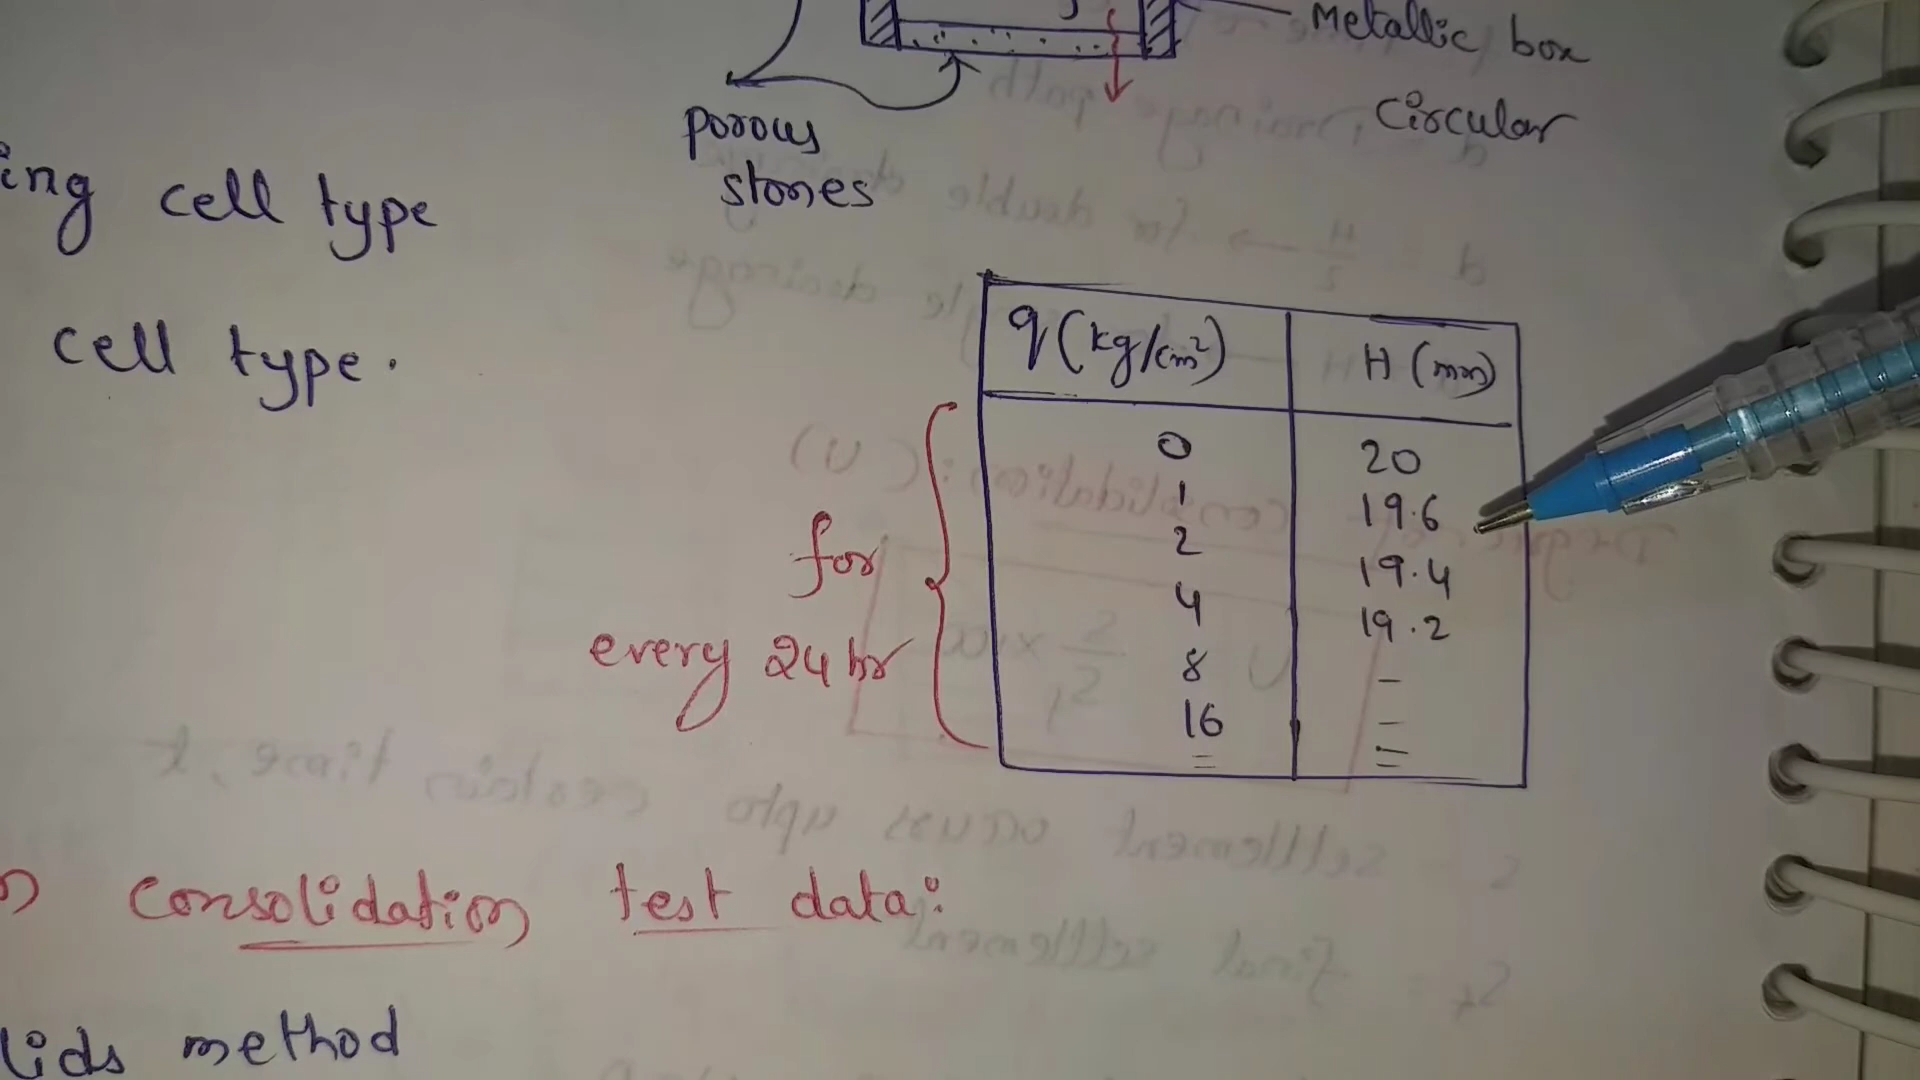 Metallic box
circular
porous
stones
ing cell type
cell type.
q (kg/cm²) H (mm)
0 20
1 19.6
2 19.4
4 19.2
8 –
16 –
for
every 24 hr
consolidation test data:
lids method